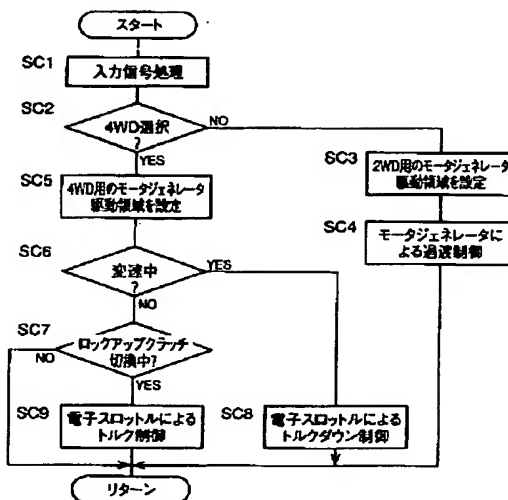 スタート
SC1
入力信号処理
SC2
4WD選択
?
NO
YES
SC3
2WD用のモータジェネレータ
駆動領域を設定
SC5
4WD用のモータジェネレータ
駆動領域を設定
SC4
モータジェネレータに
よる過渡制御
SC6
変速中
?
YES
NO
SC7
ロックアップクラッチ
切換中?
NO
YES
SC9
電子スロットルによる
トルク制御
SC8
電子スロットルによる
トルクダウン制御
リターン